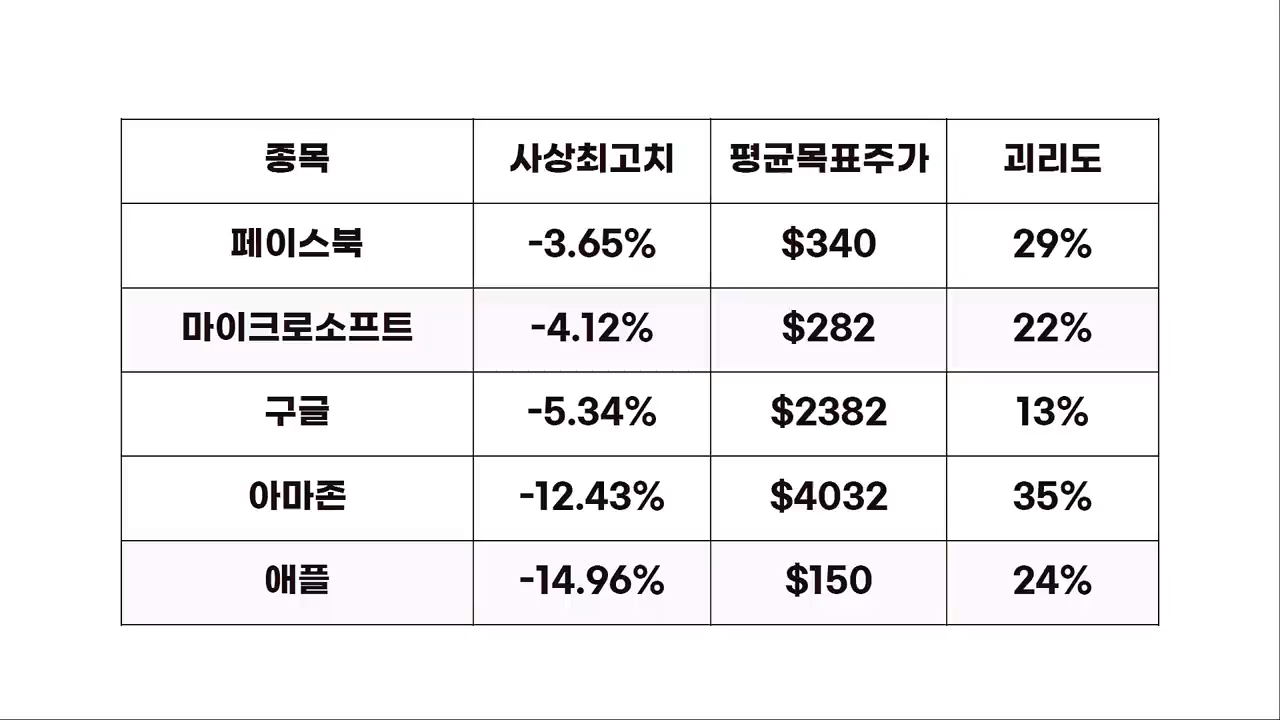 종목 사상최고치 평균목표주가 괴리도
페이스북 -3.65% $340 29%
마이크로소프트 -4.12% $282 22%
구글 -5.34% $2382 13%
아마존 -12.43% $4032 35%
애플 -14.96% $150 24%